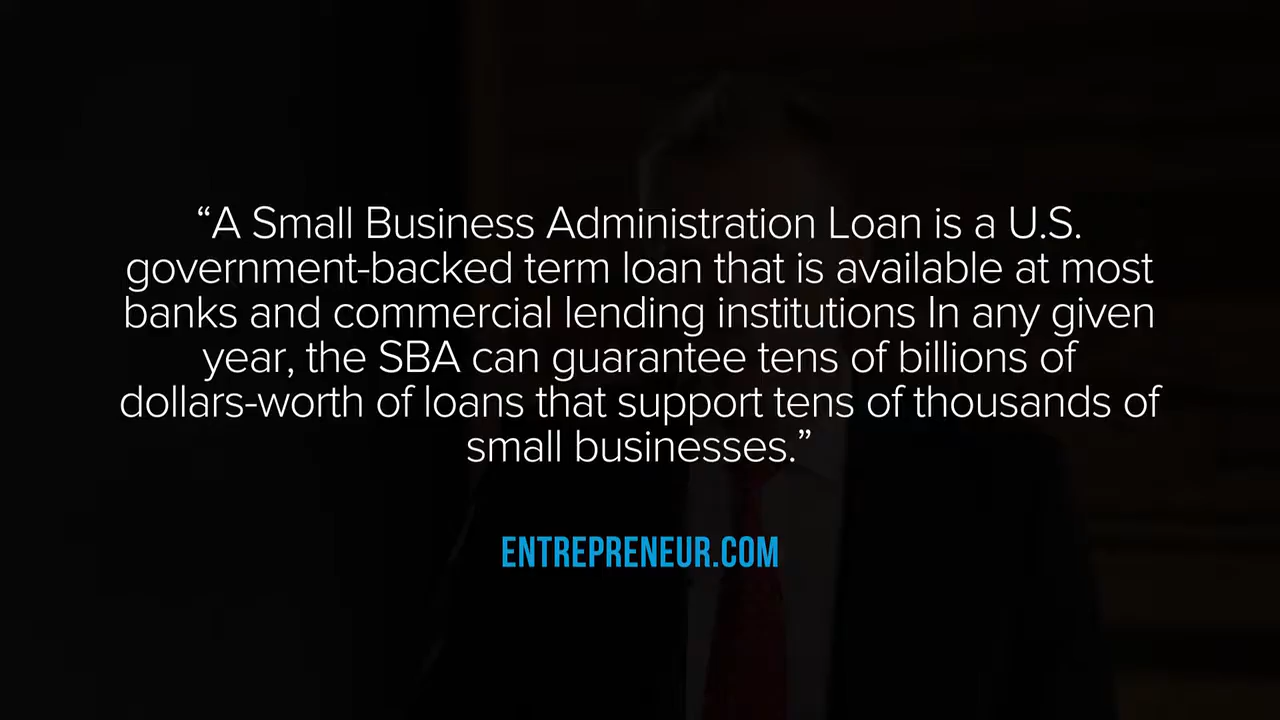 “A Small Business Administration Loan is a U.S.
government-backed term loan that is available at most
banks and commercial lending institutions In any given
year, the SBA can guarantee tens of billions of
dollars-worth of loans that support tens of thousands of
small businesses.”
ENTREPRENEUR.COM